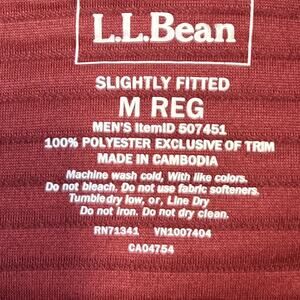 L.L.Bean
SLIGHTLY FITTED
M REG
MEN'S ItemID 507451
100% POLYESTER EXCLUSIVE OF TRIM
MADE IN CAMBODIA
Machine wash cold, With like colors.
Do not bleach. Do not use fabric softeners.
Tumble dry low, or, Line Dry
Do not iron. Do not dry clean.
RN71341 VN1007404
CA04754